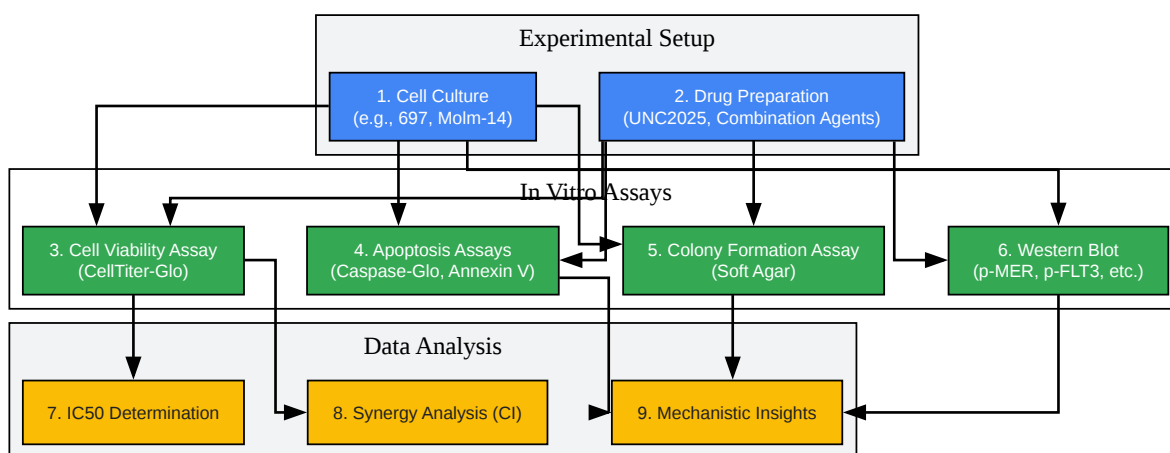 Experimental Setup
1. Cell Culture
(e.g., 697, Molm-14)
2. Drug Preparation
(UNC2025, Combination Agents)
In Vitro Assays
3. Cell Viability Assay
(CellTiter-Glo)
4. Apoptosis Assays
(Caspase-Glo, Annexin V)
5. Colony Formation Assay
(Soft Agar)
6. Western Blot
(p-MER, p-FLT3, etc.)
Data Analysis
7. IC50 Determination
8. Synergy Analysis (CI)
9. Mechanistic Insights